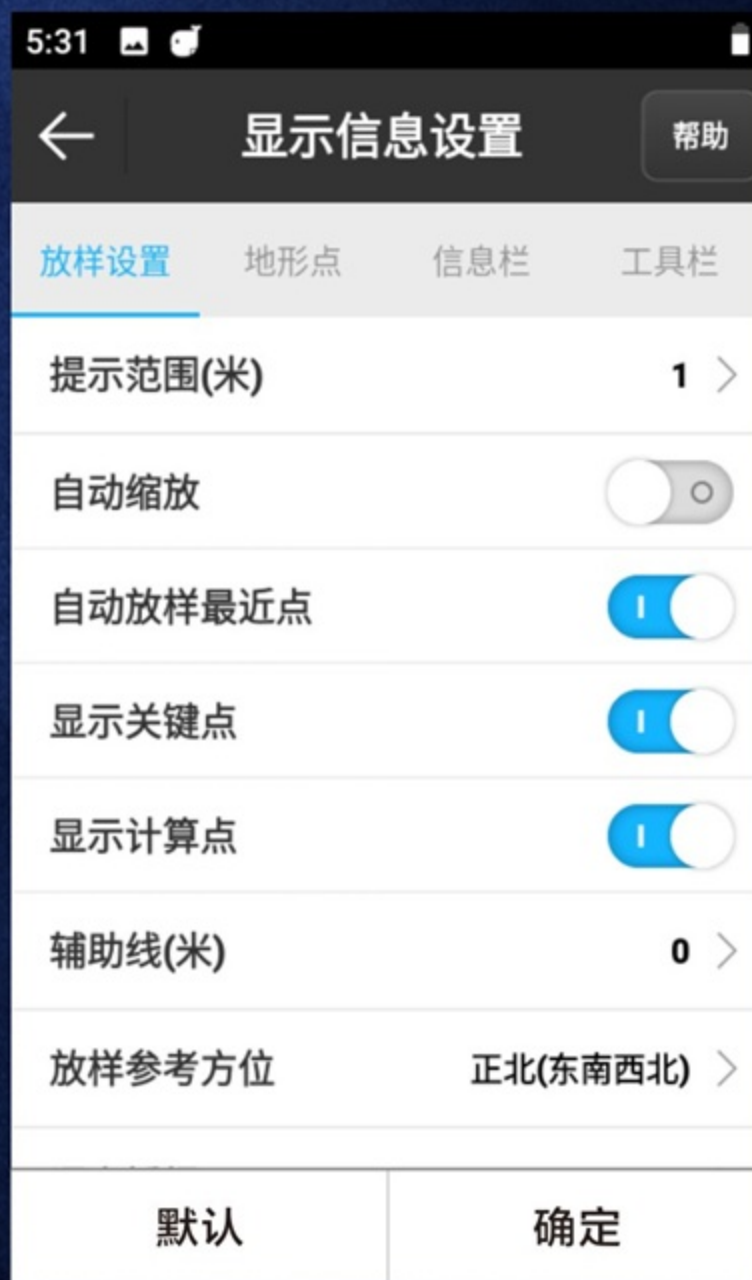 5:31
显示信息设置 帮助
放样设置 地形点 信息栏 工具栏
提示范围(米) 1
自动缩放
自动放样最近点
显示关键点
显示计算点
辅助线(米) 0
放样参考方位 正北(东南西北)
默认 确定